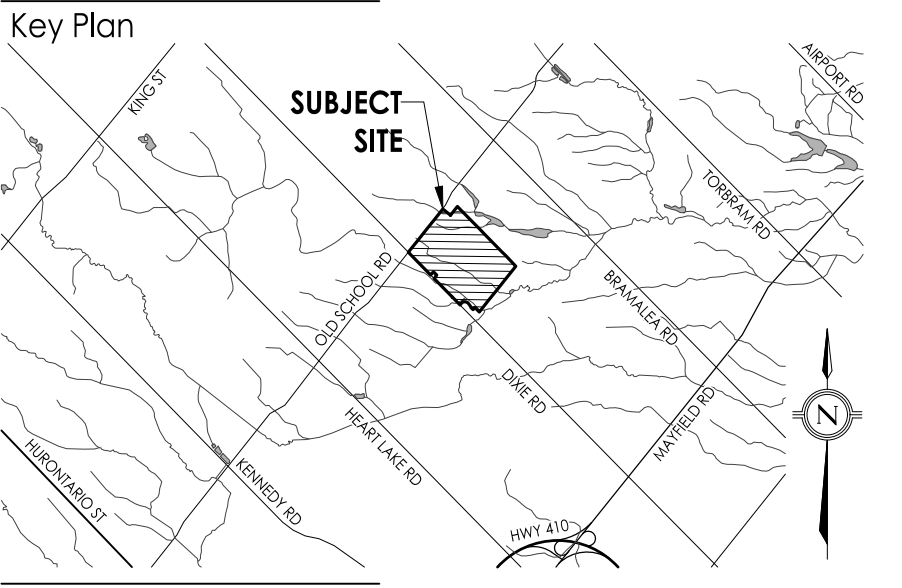 Key Plan
KING ST
AIRPORT RD
SUBJECT
SITE
TORBRAM RD
OLD SCHOOL RD
BRAMALEA RD
DIXIE RD
MAYFIELD RD
HEART LAKE RD
N
HURONTARIO ST
KENNEDY RD
HWY 410